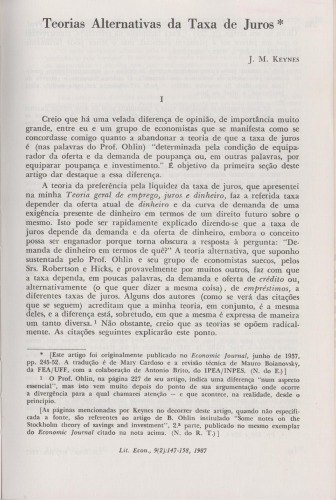 Teorias Alternativas da Taxa de Juros *
J. M. KEYNES
I
Creio que há uma velada diferença de opinião, de importância muito
grande, entre eu e um grupo de economistas que se manifesta como se
concordasse comigo quanto a abandonar a teoria de que a taxa de juros
é (nas palavras do Prof. Ohlin) "determinada pela condição de equipa-
rador da oferta e da demanda de poupança ou, em outras palavras, por
equiparar poupança e investimento." É objetivo da primeira seção deste
artigo dar destaque a essa diferença.
A teoria da preferência pela liquidez da taxa de juros, que apresentei
na minha Teoria geral de emprego, juros e dinheiro, faz a referida taxa
depender da oferta atual de dinheiro e da curva de demanda de uma
exigência presente de dinheiro em termos de um direito futuro sobre o
mesmo. Isto pode ser rapidamente explicado dizendo-se que a taxa de
juros depende da demanda e da oferta de dinheiro, embora o conceito
possa ser enganador porque torna obscura a resposta à pergunta: "De-
manda de dinheiro em termos de quê?" A teoria alternativa, que suponho
sustentada pelo Prof. Ohlin e seu grupo de economistas suecos, pelos
Srs. Robertson e Hicks, e provavelmente por muitos outros, faz com que
a taxa dependa, em poucas palavras, da demanda e oferta de crédito ou,
alternativamente (o que quer dizer a mesma coisa), de empréstimos, a
diferentes taxas de juros. Alguns dos autores (como se verá das citações
que se seguem) acreditam que a minha teoria, em conjunto, é a mesma
deles, e a diferença está, sobretudo, em que a mesma é expressa de maneira
um tanto diversa. 1 Não obstante, creio que as teorias se opõem radical-
mente. As citações seguintes explicarão este ponto.
* [Este artigo foi originalmente publicado no Economic Journal, junho de 1937,
pp. 241-52. A tradução é de Mary Cardoso e a revisão técnica de Mauro Boianovsky,
da FEA/UFF, com a colaboração de Antonio Brito, do IPEA/INPES. (N. do E.)]
1 O Prof. Ohlin, na página 227 de seu artigo, indica uma diferença "num aspecto
essencial", mas isto vem muito depois do ponto de sua argumentação onde ocorre
a divergência para a qual chamarei atenção — e que acontece, na realidade, desde o
princípio.
[As páginas mencionadas por Keynes no decorrer deste artigo, quando não especifi-
cada a fonte, são referentes ao artigo de B. Ohlin intitulado "Some notes on the
Stockholm theory of savings and investment", 2.ª parte, publicado no mesmo exemplar
do Economic Journal citado na nota acima. (N. do R. T.)]
Lit. Econ., 9(2):147-158, 1987